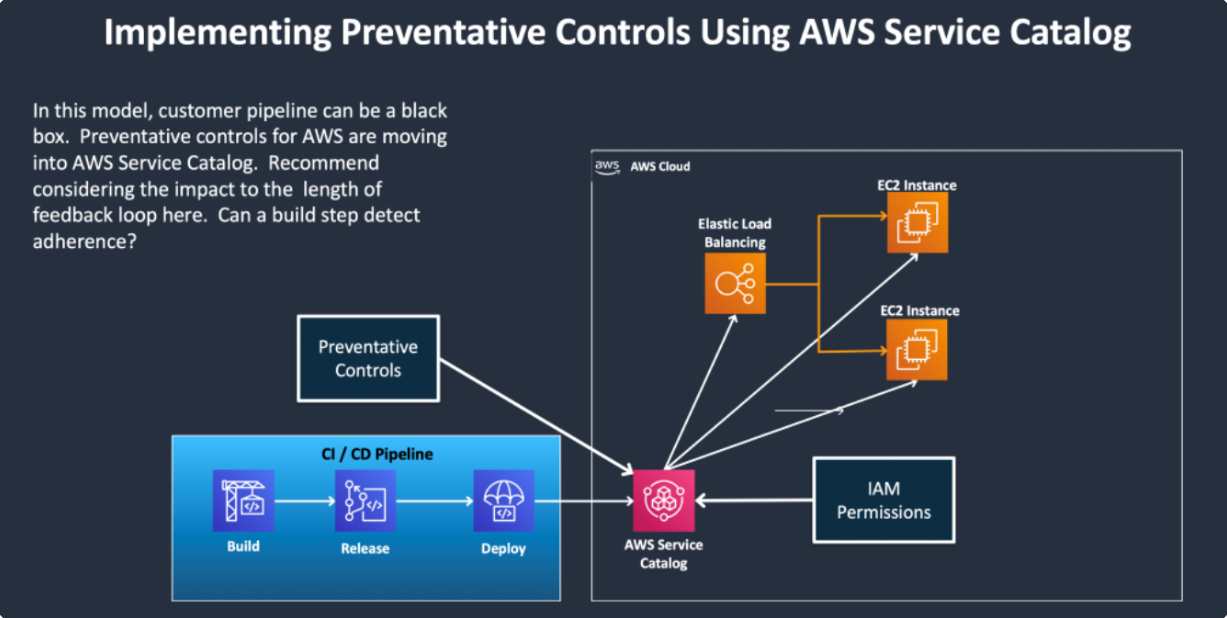 Implementing Preventative Controls Using AWS Service Catalog
In this model, customer pipeline can be a black
box.  Preventative controls for AWS are moving
into AWS Service Catalog.  Recommend
considering the impact to the  length of
feedback loop here.  Can a build step detect
adherence?
aws
AWS Cloud
EC2 Instance
Elastic Load
Balancing
EC2 Instance
Preventative
Controls
CI / CD Pipeline
Build
Release
Deploy
AWS Service
Catalog
IAM
Permissions